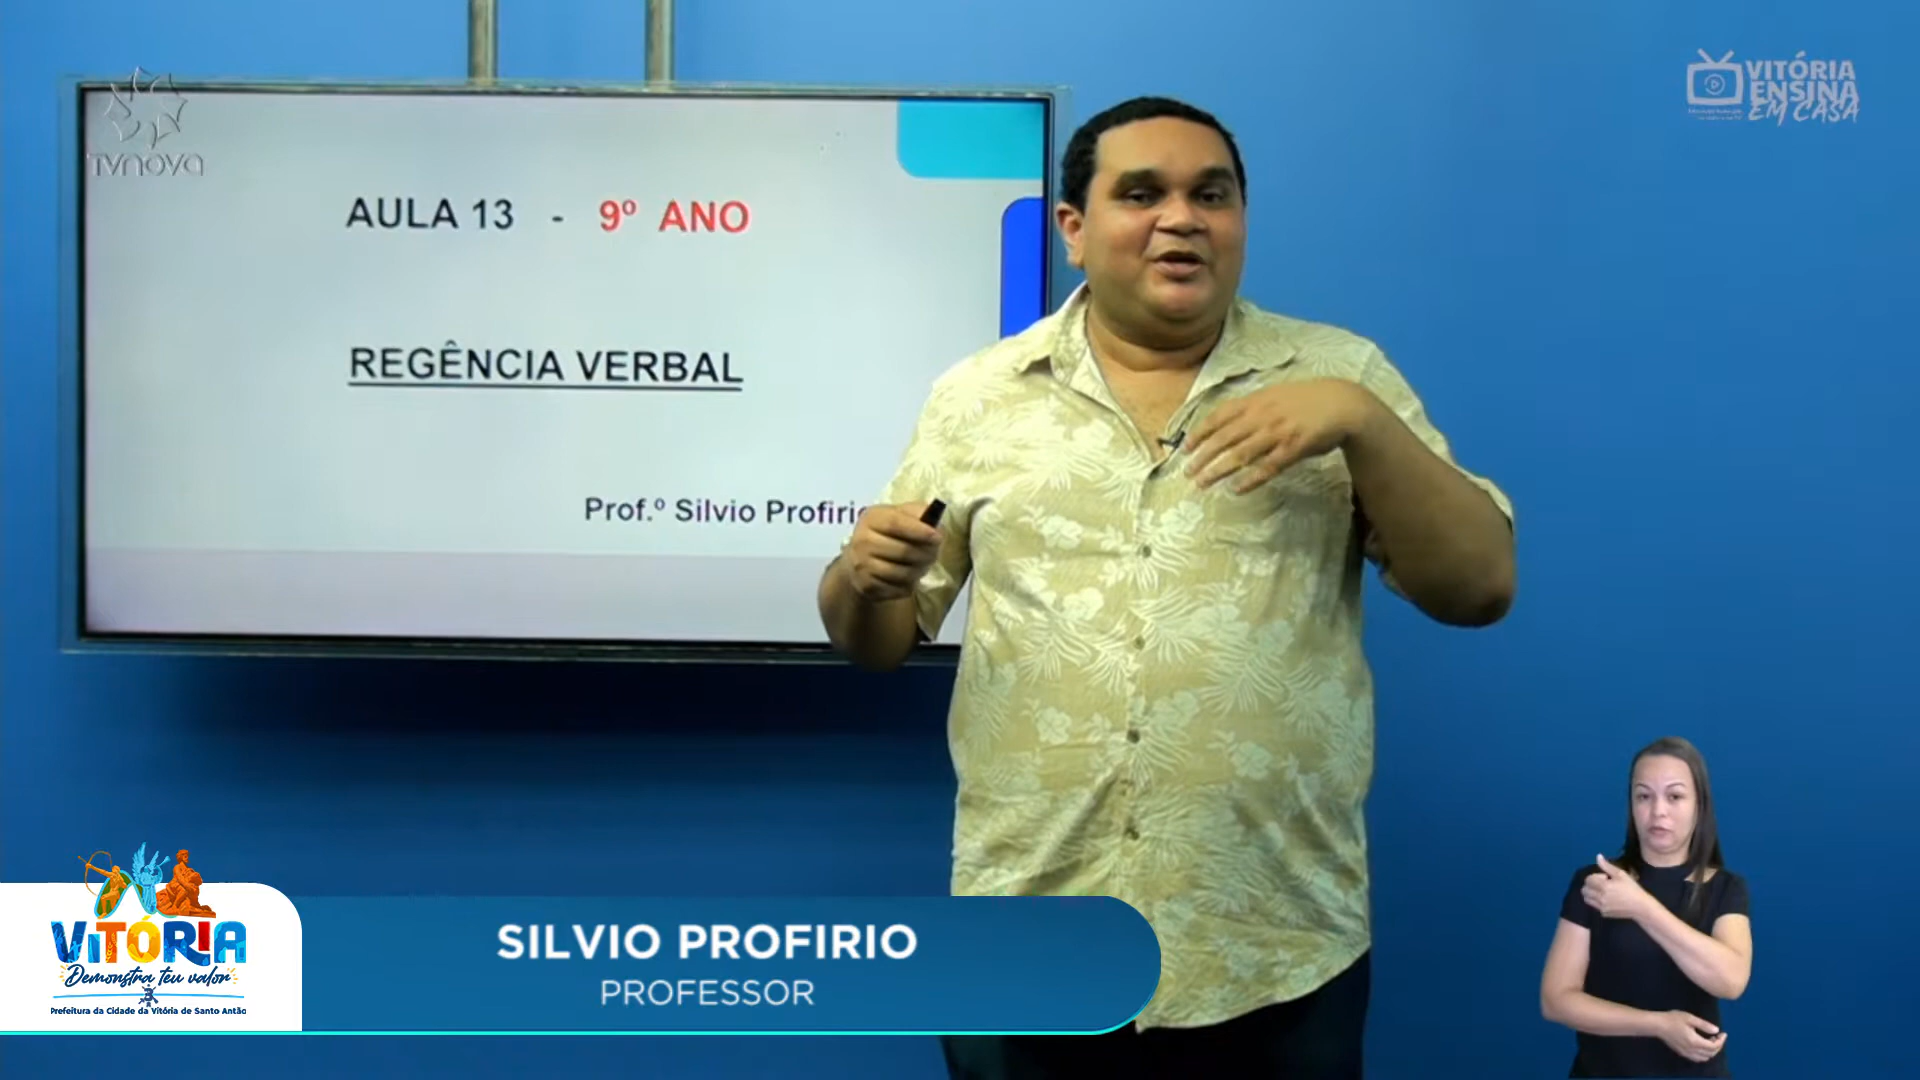 TVNOVA
VITÓRIA
ENSINA
EM CASA
AULA 13 - 9º ANO
REGÊNCIA VERBAL
Prof.º Silvio Profirio
SILVIO PROFIRIO
PROFESSOR
VITÓRIA
Demonstra teu valor
Prefeitura da Cidade da Vitória de Santo Antão